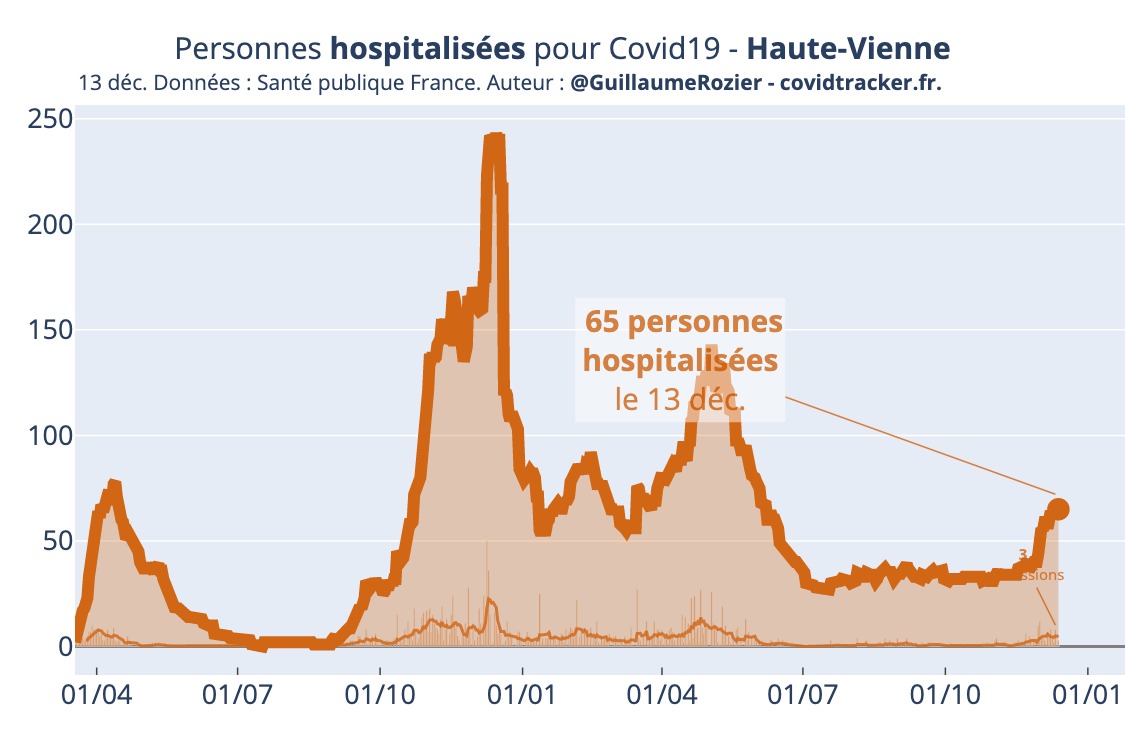 Personnes hospitalisées pour Covid19 - Haute-Vienne
13 déc. Données : Santé publique France. Auteur : @GuillaumeRozier - covidtracker.fr.
250
200
150
100
50
0
65 personnes
hospitalisées
le 13 déc.
3
01/04 01/07 01/10 01/01 01/04 01/07 01/10 01/01